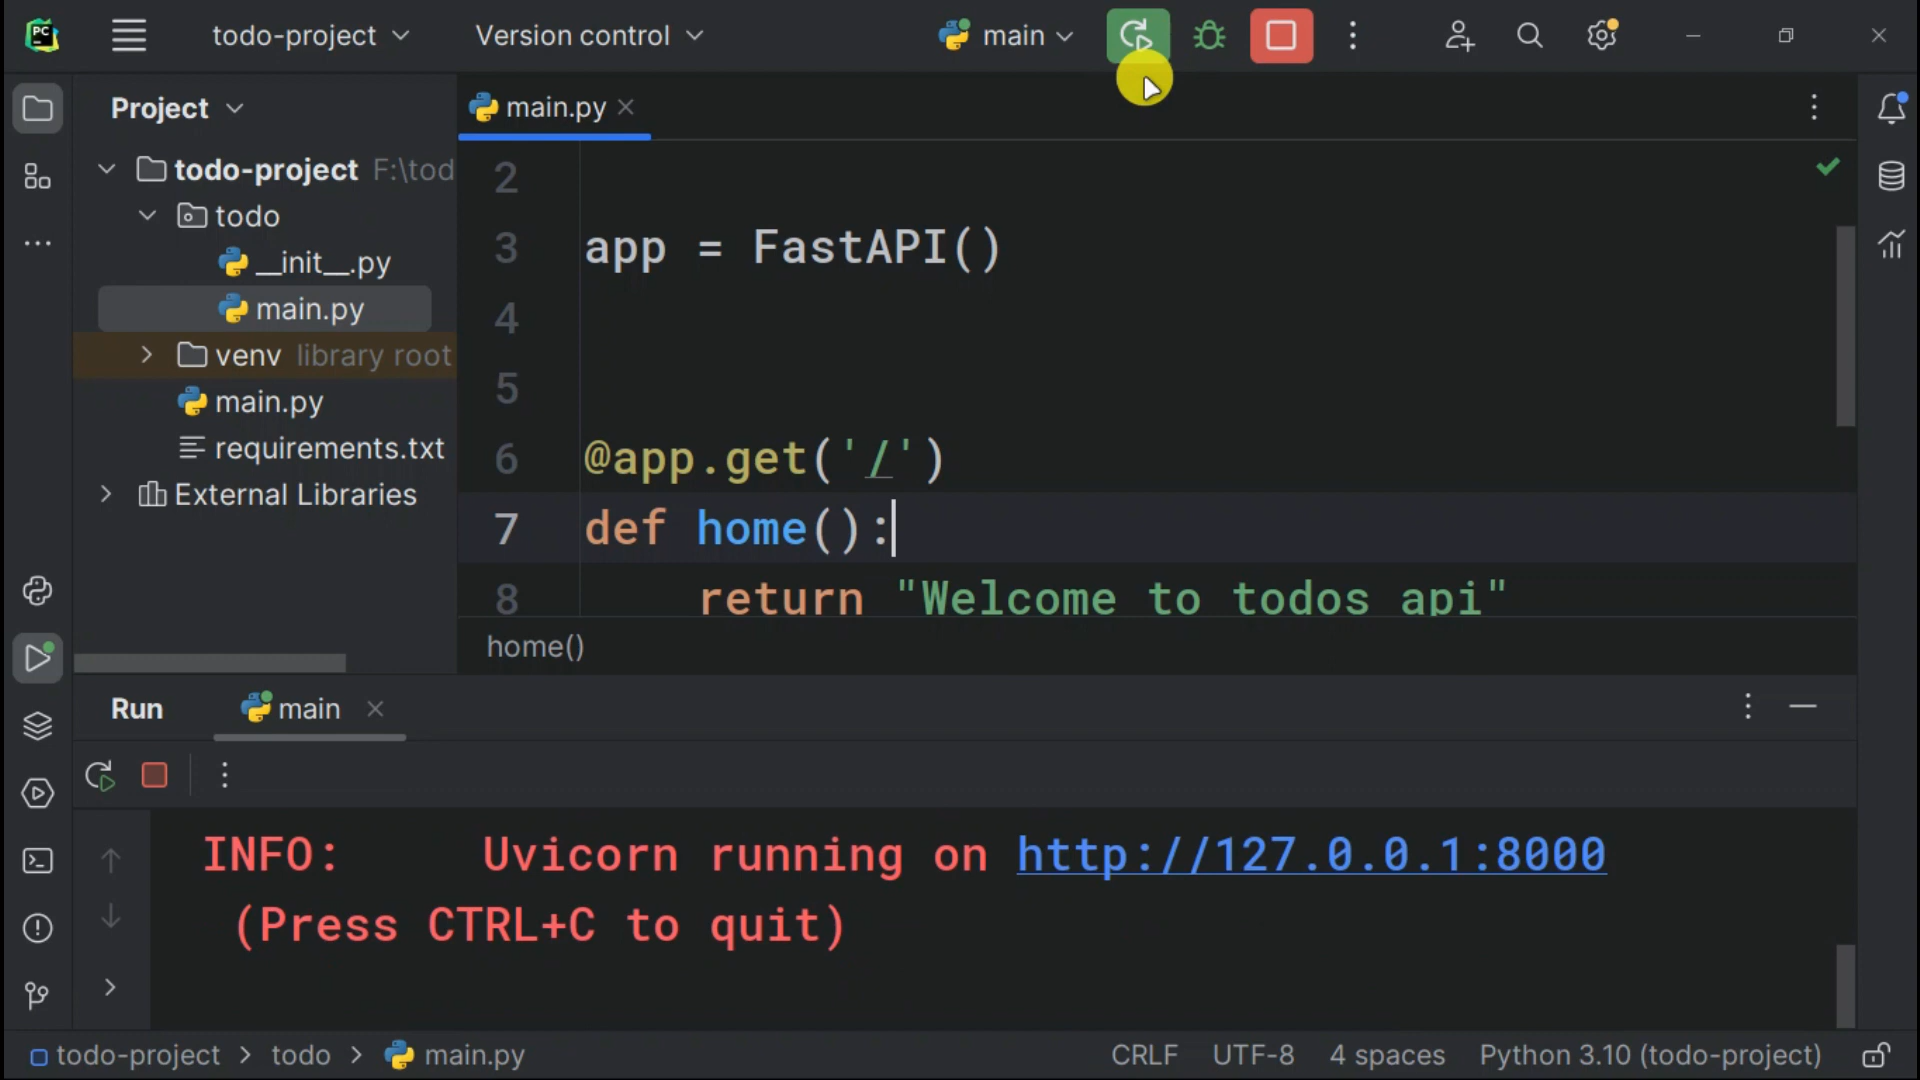 PC
todo-project
Version control
main
Project
main.py
todo-project F:\tod
todo
__init__.py
main.py
venv library root
main.py
requirements.txt
External Libraries
2
3 app = FastAPI()
4
5
6 @app.get('/')
7 def home():
8 return "Welcome to todos api"
home()
Run
main
INFO: Uvicorn running on http://127.0.0.1:8000
(Press CTRL+C to quit)
todo-project > todo > main.py
CRLF UTF-8 4 spaces Python 3.10 (todo-project)